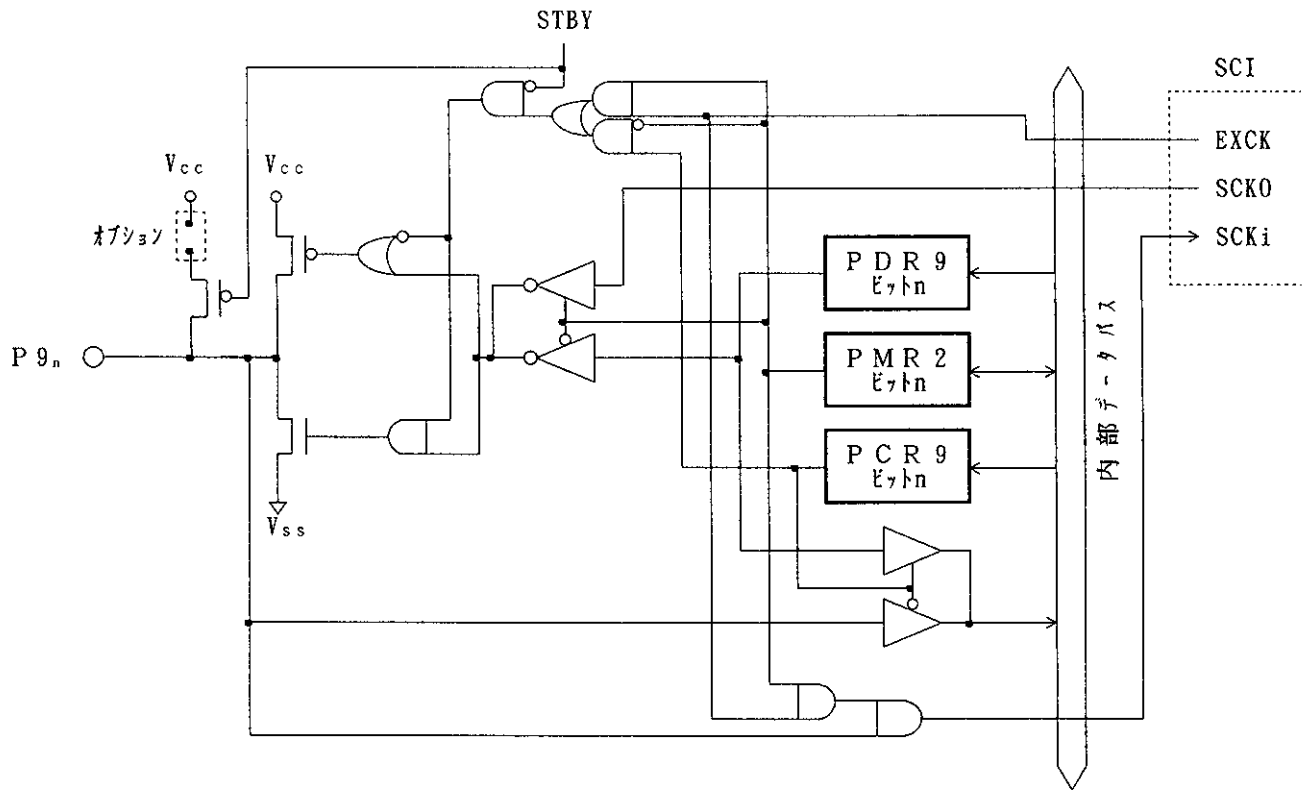 STBY
SCI
EXCK
Vcc
Vcc
SCKO
オプション
SCKi
PDR9
ビットn
P9n
PMR2
ビットn
PCR9
ビットn
内部データバス
Vss